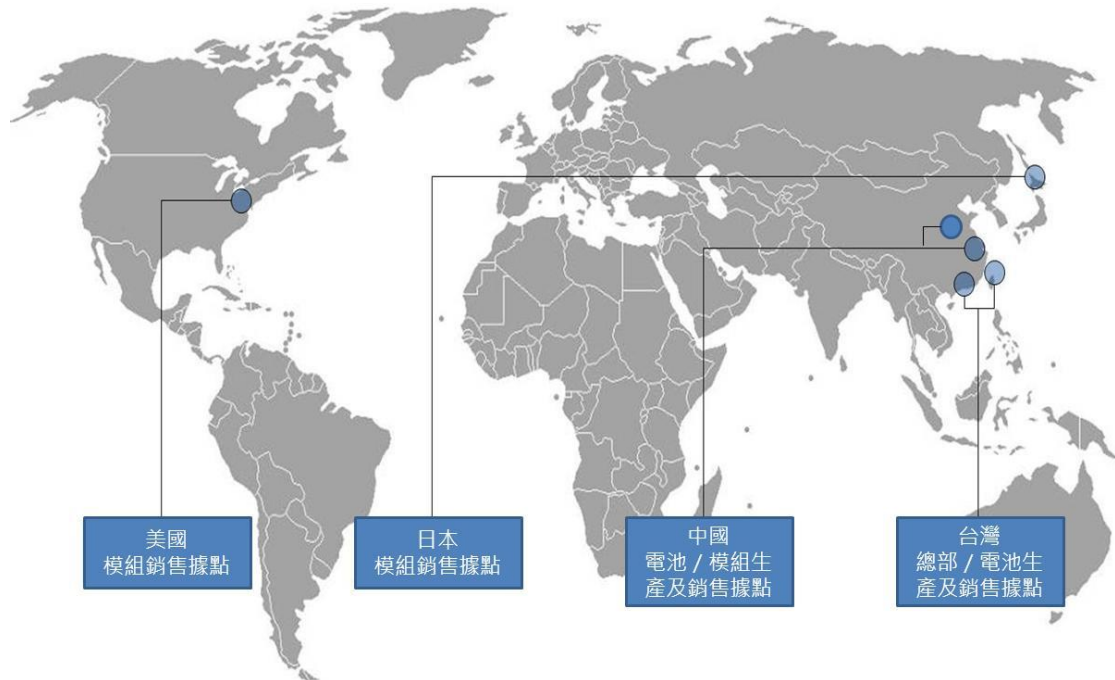 美國
模組銷售據點
日本
模組銷售據點
中國
電池 / 模組生
產及銷售據點
台灣
總部 / 電池生
產及銷售據點